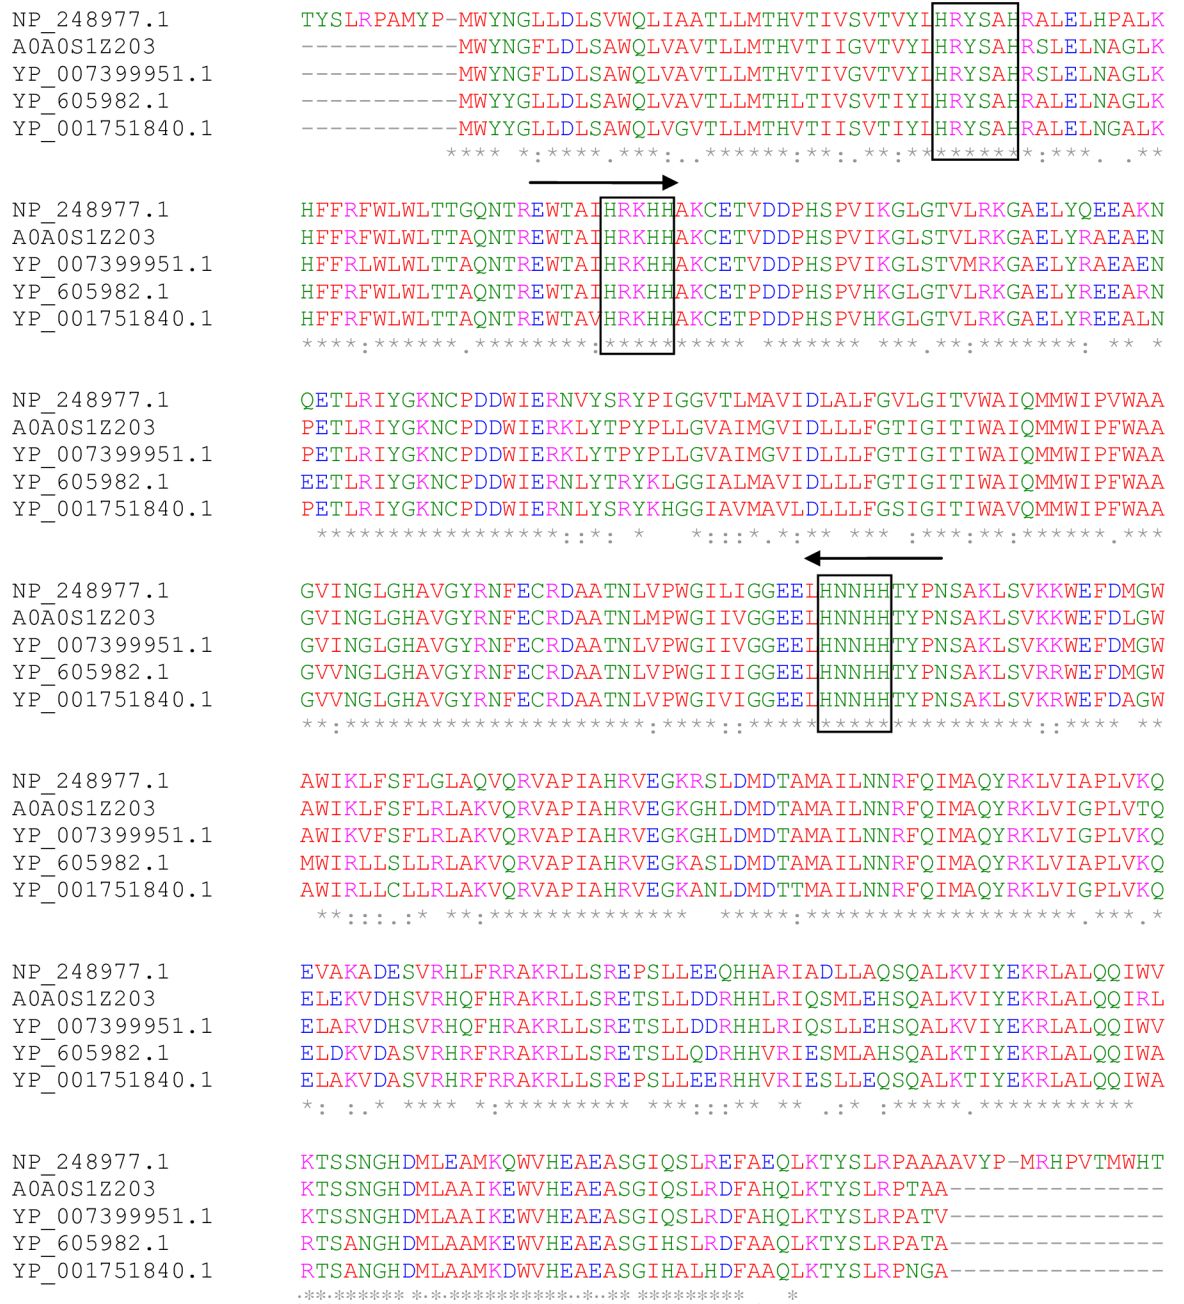 NP_248977.1 TYSLRPAMYP-MWYNGLLDLSVWQLIAATLLMTHVTIVSVTVYLHRYSAHRALELHPALK
A0A0S1Z203 -----------MWYNGFLDLSAWQLVAVTLLMTHVTIIGVTVYLHRYSAHRSLELNAGLK
YP_007399951.1 -----------MWYNGFLDLSAWQLVAVTLLMTHVTIVGVTVYLHRYSAHRSLELNAGLK
YP_605982.1 -----------MWYYGLLDLSAWQLVAVTLLMTHLTIVSVTIYLHRYSAHRALELNAGLK
YP_001751840.1 -----------MWYYGLLDLSAWQLVGVTLLMTHVTIISVTIYLHRYSAHRALELNGALK
**** *:****.***:..******:**:.**:*********:***. .**
NP_248977.1 HFFRFWLWLTTGQNTREWTAIHRKHHAKCETVDDPHSPVIKGLGTVLRKGAELYQEEAKN
A0A0S1Z203 HFFRFWLWLTTAQNTREWTAIHRKHHAKCETVDDPHSPVIKGLSTVLRKGAELYRAEAEN
YP_007399951.1 HFFRLWLWLTTAQNTREWTAIHRKHHAKCETVDDPHSPVIKGLSTVMRKGAELYRAEAEN
YP_605982.1 HFFRFWLWLTTAQNTREWTAIHRKHHAKCETPDDPHSPVHKGLGTVLRKGAELYREEARN
YP_001751840.1 HFFRFWLWLTTAQNTREWTAVHRKHHAKCETPDDPHSPVHKGLGTVLRKGAELYREEALN
****:******.********:********** ******* ***.**:*******: ** *
NP_248977.1 QETLRIYGKNCPDDWIERNVYSRYPIGGVTLMAVIDLALFGVLGITVWAIQMMWIPVWAA
A0A0S1Z203 PETLRIYGKNCPDDWIERKLYTPYPLLGVAIMGVIDLLLFGTIGITIWAIQMMWIPFWAA
YP_007399951.1 PETLRIYGKNCPDDWIERKLYTPYPLLGVAIMGVIDLLLFGTIGITIWAIQMMWIPFWAA
YP_605982.1 EETLRIYGKNCPDDWIERNLYTRYKLGGIALMAVIDLLLFGTIGITIWAIQMMWIPFWAA
YP_001751840.1 PETLRIYGKNCPDDWIERNLYSRYKHGGIAVMAVLDLLLFGSIGITIWAVQMMWIPFWAA
*****************::*: *  *:::*.*:** *** :***:**:******.***
NP_248977.1 GVINGLGHAVGYRNFECRDAATNLVPWGILIGGEELHNNHHTYPNSAKLSVKKWEFDMGW
A0A0S1Z203 GVINGLGHAVGYRNFECRDAATNLMPWGIIVGGEELHNNHHTYPNSAKLSVKKWEFDLGW
YP_007399951.1 GVINGLGHAVGYRNFECRDAATNLVPWGIIVGGEELHNNHHTYPNSAKLSVKKWEFDMGW
YP_605982.1 GVVNGLGHAVGYRNFECRDAATNLVPWGIIIGGEELHNNHHTYPNSAKLSVRRWEFDMGW
YP_001751840.1 GVVNGLGHAVGYRNFECRDAATNLVPWGIVIGGEELHNNHHTYPNSAKLSVKRWEFDAGW
**:*********************:****::********************::**** **
NP_248977.1 AWIKLFSFLGLAQVQRVAPIAHRVEGKRSLDMDTAMAILNNRFQIMAQYRKLVIAPLVKQ
A0A0S1Z203 AWIKLFSFLRLAKVQRVAPIAHRVEGKGHLDMDTAMAILNNRFQIMAQYRKLVIGPLVTQ
YP_007399951.1 AWIKVFSFLRLAKVQRVAPIAHRVEGKGHLDMDTAMAILNNRFQIMAQYRKLVIGPLVKQ
YP_605982.1 MWIRLLSLLRLAKVQRVAPIAHRVEGKASLDMDTAMAILNNRFQIMAQYRKLVIAPLVKQ
YP_001751840.1 AWIRLLCLLRLAKVQRVAPIAHRVEGKANLDMDTTMAILNNRFQIMAQYRKLVIGPLVKQ
**:::.:* **:**************  *****:*******************.***.*
NP_248977.1 EVAKADESVRHLFRRAKRLLSREPSLLEEQHHARIADLLAQSQALKVIYEKRLALQQIWV
A0A0S1Z203 ELEKVDHSVRHQFHRAKRLLSRETSLLDDRHHLRIQSMLEHSQALKVIYEKRLALQQIRL
YP_007399951.1 ELARVDHSVRHQFHRAKRLLSRETSLLDDRHHLRIQSLLEHSQALKVIYEKRLALQQIWV
YP_605982.1 ELDKVDASVRHRFRRAKRLLSRETSLLQDRHHVRIESMLAHSQALKTIYEKRLALQQIWA
YP_001751840.1 ELAKVDASVRHRFRRAKRLLSREPSLLEERHHVRIESLLEQSQALKTIYEKRLALQQIWA
*: :.* **** *:*********.***:::** ** .:* :*****.***********
NP_248977.1 KTSSNGHDMLEAMKQWVHEAEASGIQSLREFAEQLKTYSLRPAAAAVYP-MRHPVTMWHT
A0A0S1Z203 KTSSNGHDMLAAIKEWVHEAEASGIQSLRDFAHQLKTYSLRPTAA---------------
YP_007399951.1 KTSSNGHDMLAAIKEWVHEAEASGIQSLRDFAHQLKTYSLRPATV---------------
YP_605982.1 RTSANGHDMLAAMKEWVHEAEASGIHSLRDFAAQLKTYSLRPATA---------------
YP_001751840.1 RTSANGHDMLAAMKDWVHEAEASGIHALHDFAAQLKTYSLRPNGA---------------